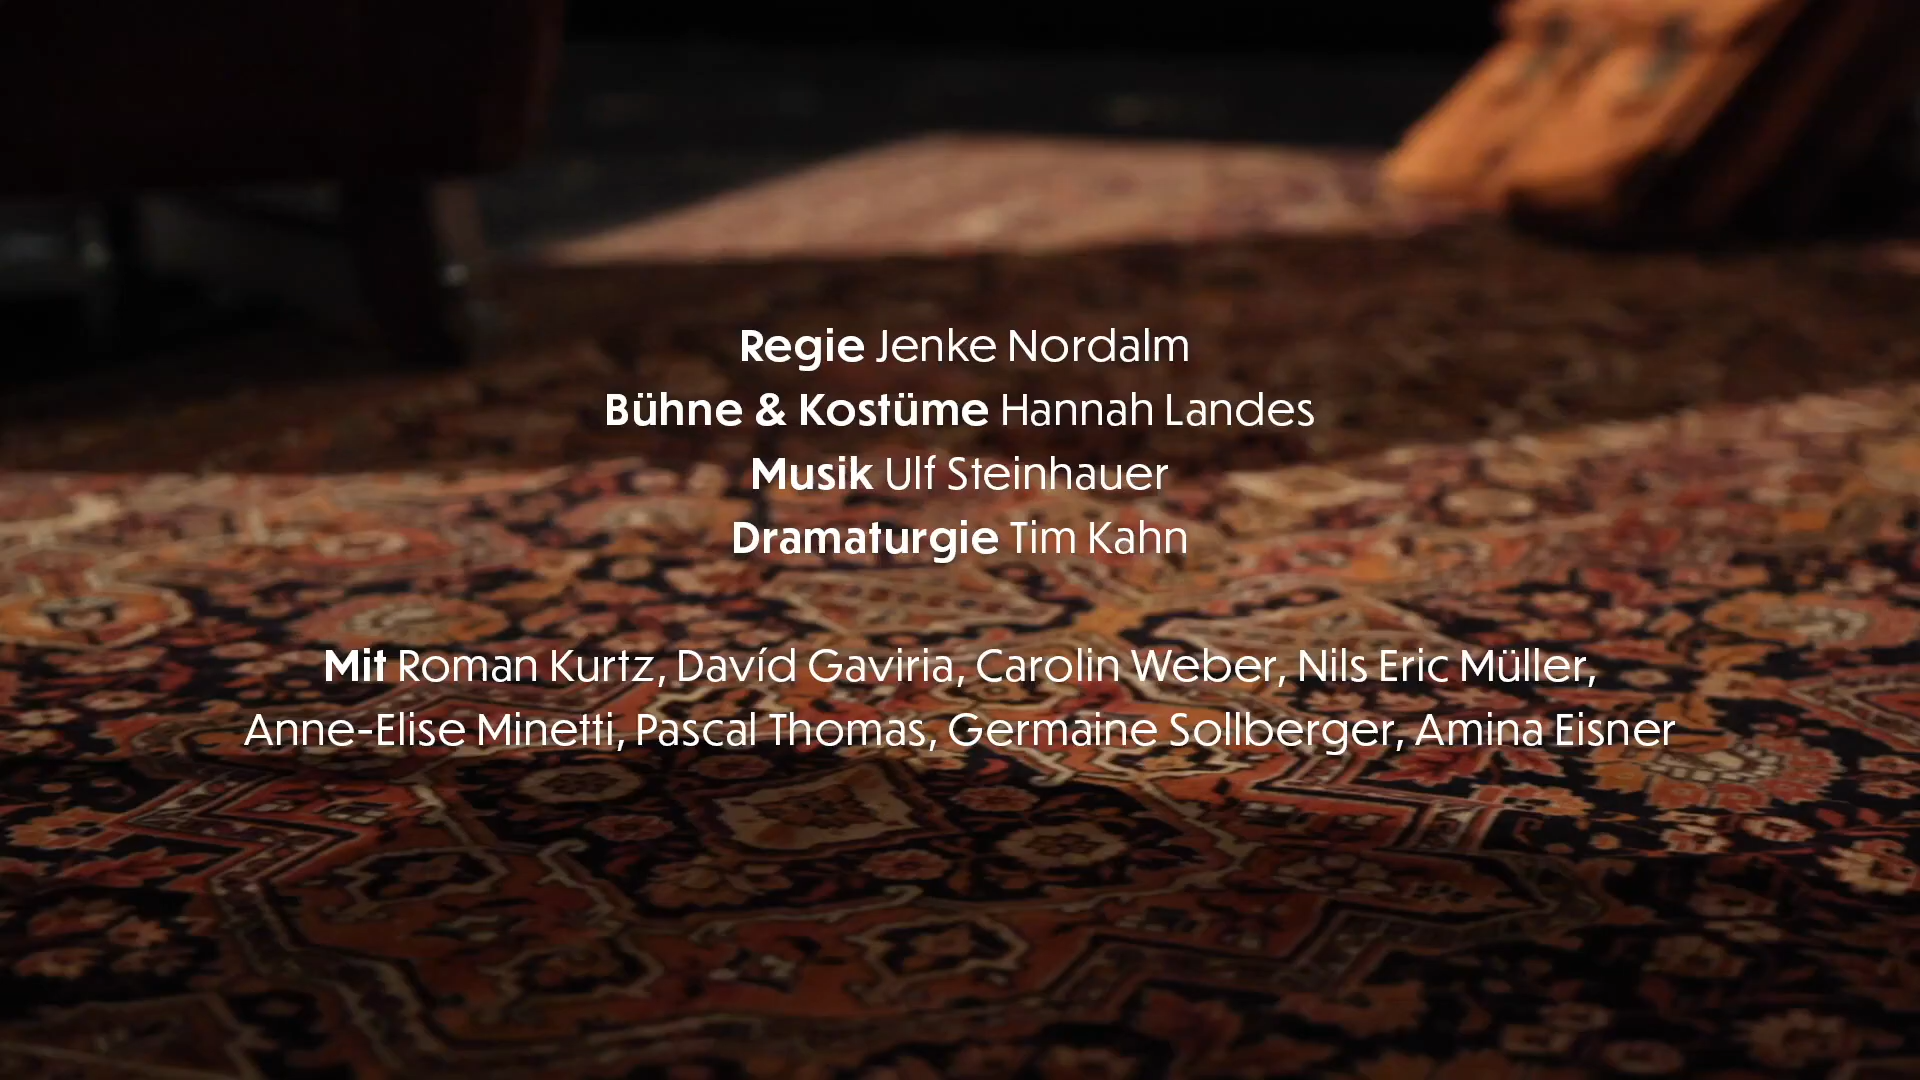 Regie Jenke Nordalm
Bühne & Kostüme Hannah Landes
Musik Ulf Steinhauer
Dramaturgie Tim Kahn
Mit Roman Kurtz, Davíd Gaviria, Carolin Weber, Nils Eric Müller,
Anne-Elise Minetti, Pascal Thomas, Germaine Sollberger, Amina Eisner